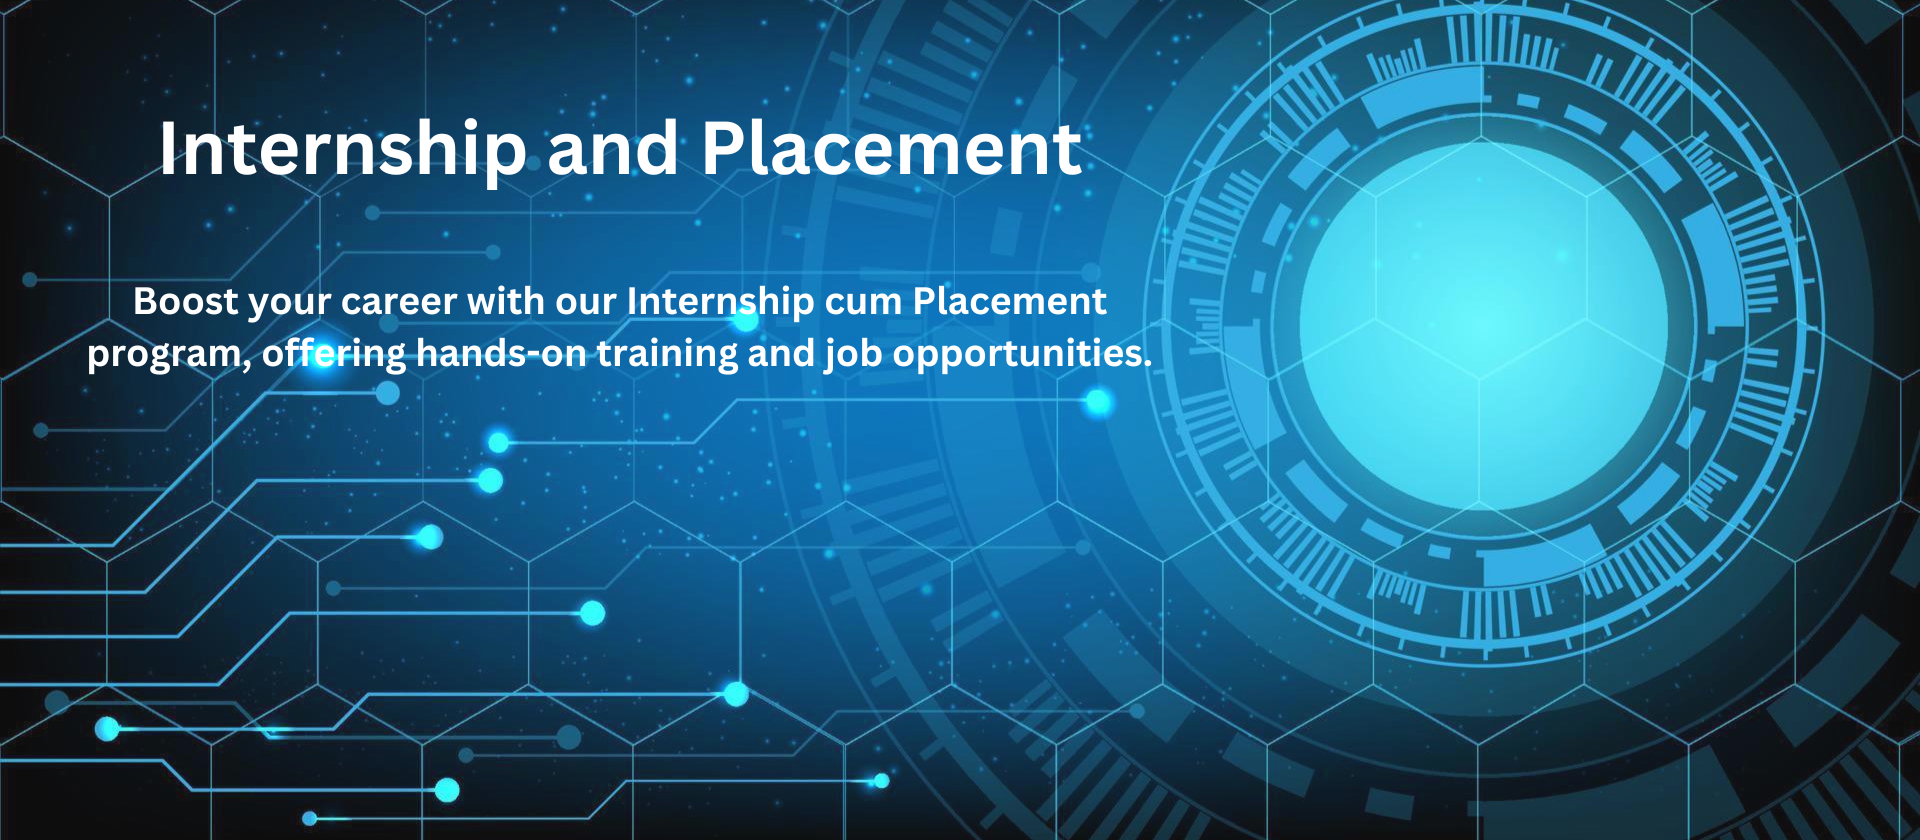 Internship and Placement
Boost your career with our Internship cum Placement
program, offering hands-on training and job opportunities.